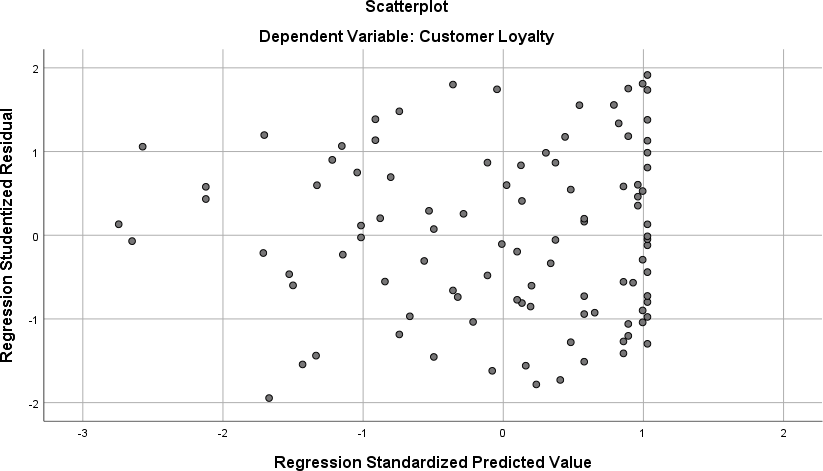 Scatterplot
Dependent Variable: Customer Loyalty
Regression Studentized Residual
2
1
0
-1
-2
-3 -2 -1 0 1 2
Regression Standardized Predicted Value